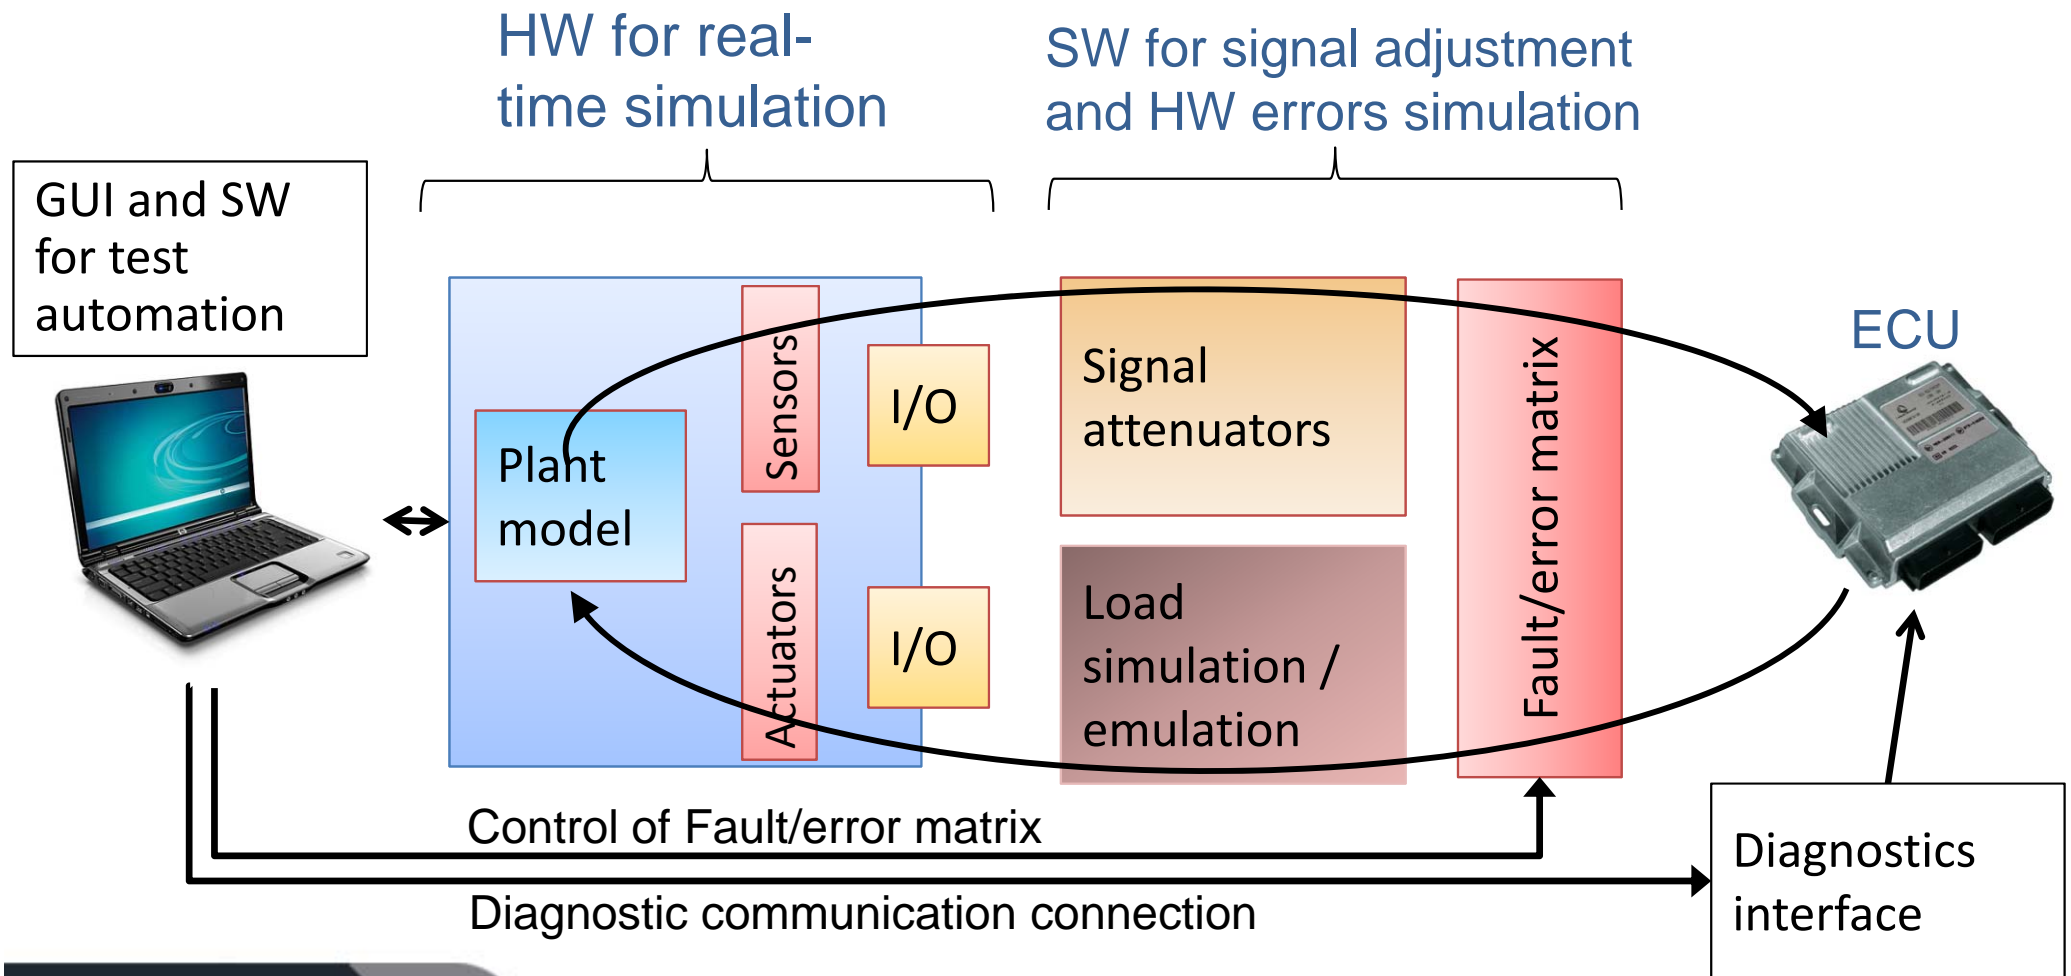 HW for real-
time simulation
SW for signal adjustment
and HW errors simulation
GUI and SW
for test
automation
ECU
Plant
model
Sensors
I/O
Actuators
I/O
Signal
attenuators
Load
simulation /
emulation
Fault/error matrix
Control of Fault/error matrix
Diagnostic communication connection
Diagnostics
interface